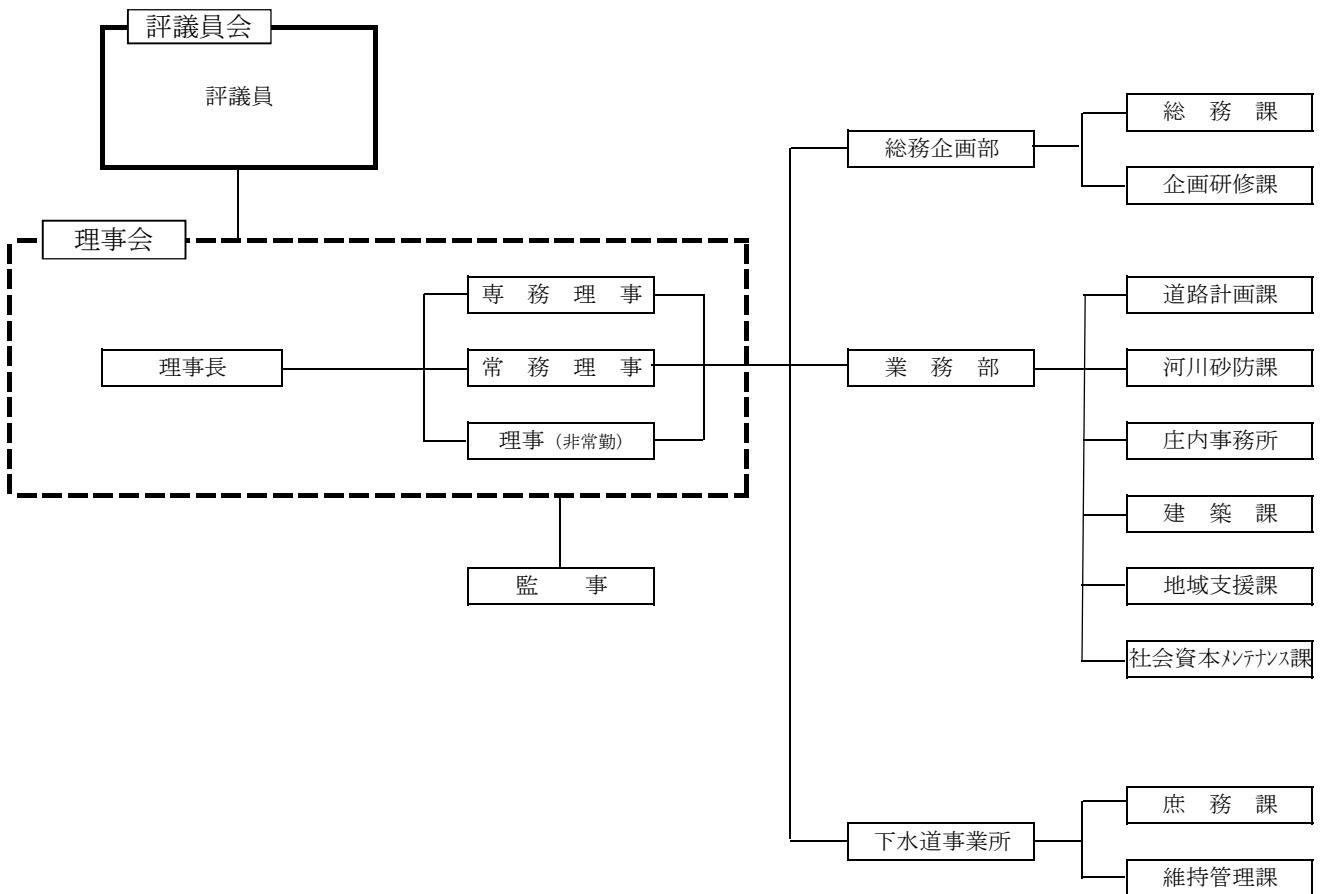 評議員会
評議員
理事会
理事長
専　務　理　事
常　務　理　事
理事（非常勤）
監　　事
総務企画部
総　務　課
企画研修課
業　務　部
道路計画課
河川砂防課
庄内事務所
建　築　課
地域支援課
社会資本ﾒﾝﾃﾅﾝｽ課
下水道事業所
庶　務　課
維持管理課